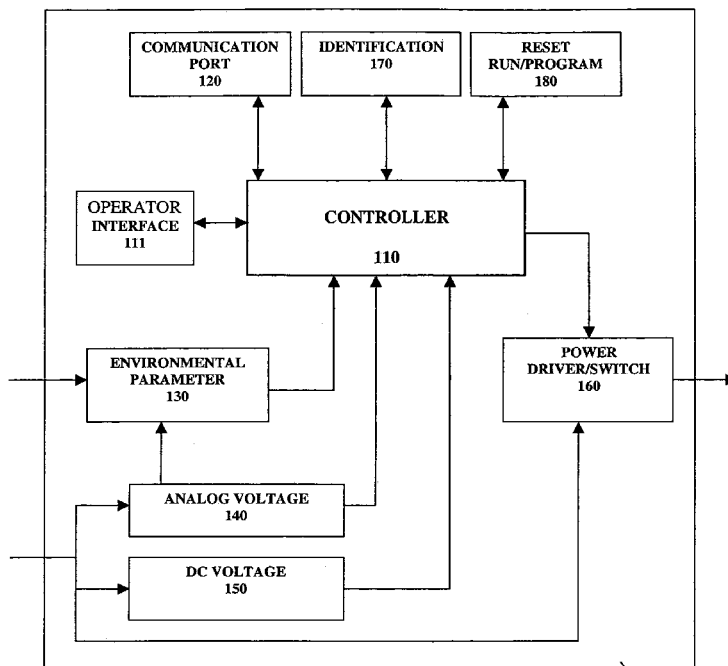 COMMUNICATION
PORT
120
IDENTIFICATION
170
RESET
RUN/PROGRAM
180
OPERATOR
INTERFACE
111
CONTROLLER
110
ENVIRONMENTAL
PARAMETER
130
POWER
DRIVER/SWITCH
160
ANALOG VOLTAGE
140
DC VOLTAGE
150